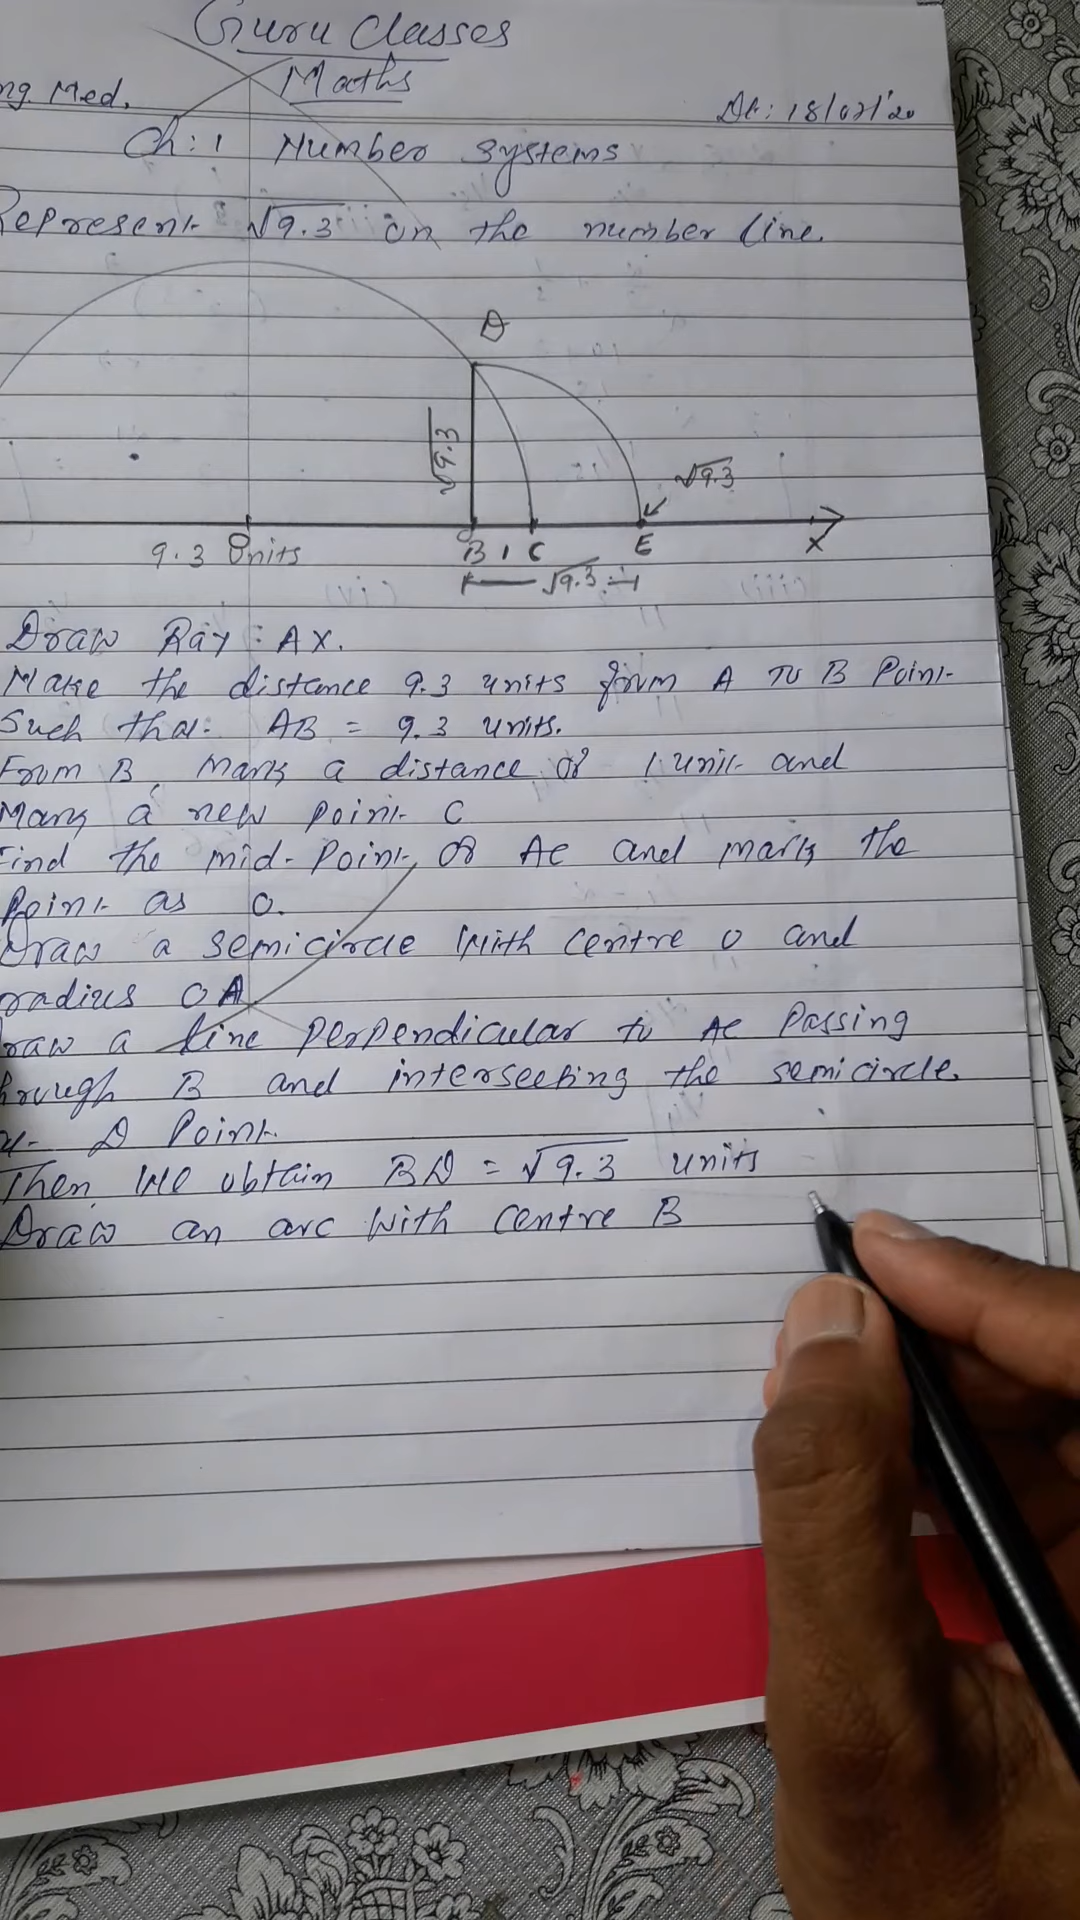 Guru Classes
Maths
ng. Med.
Dt: 18/07/'20
Ch: 1 Number Systems
Represent √9.3 on the number line.
D
√9.3
√9.3
9.3 Units
O
B 1 C
E
X
√9.3
Draw Ray: AX.
Make the distance 9.3 units from A to B Point
Such that AB = 9.3 units.
From B, Mark a distance of 1 unit and
Mark a new point C
Find the mid-Point of AC and mark the
Point as O.
Draw a semicircle With centre O and
radius OA
raw a line perpendicular to AC Passing
hrough B and intersecting the semicircle
at D Point.
Then We obtain BD = √9.3 units
Draw an arc With Centre B